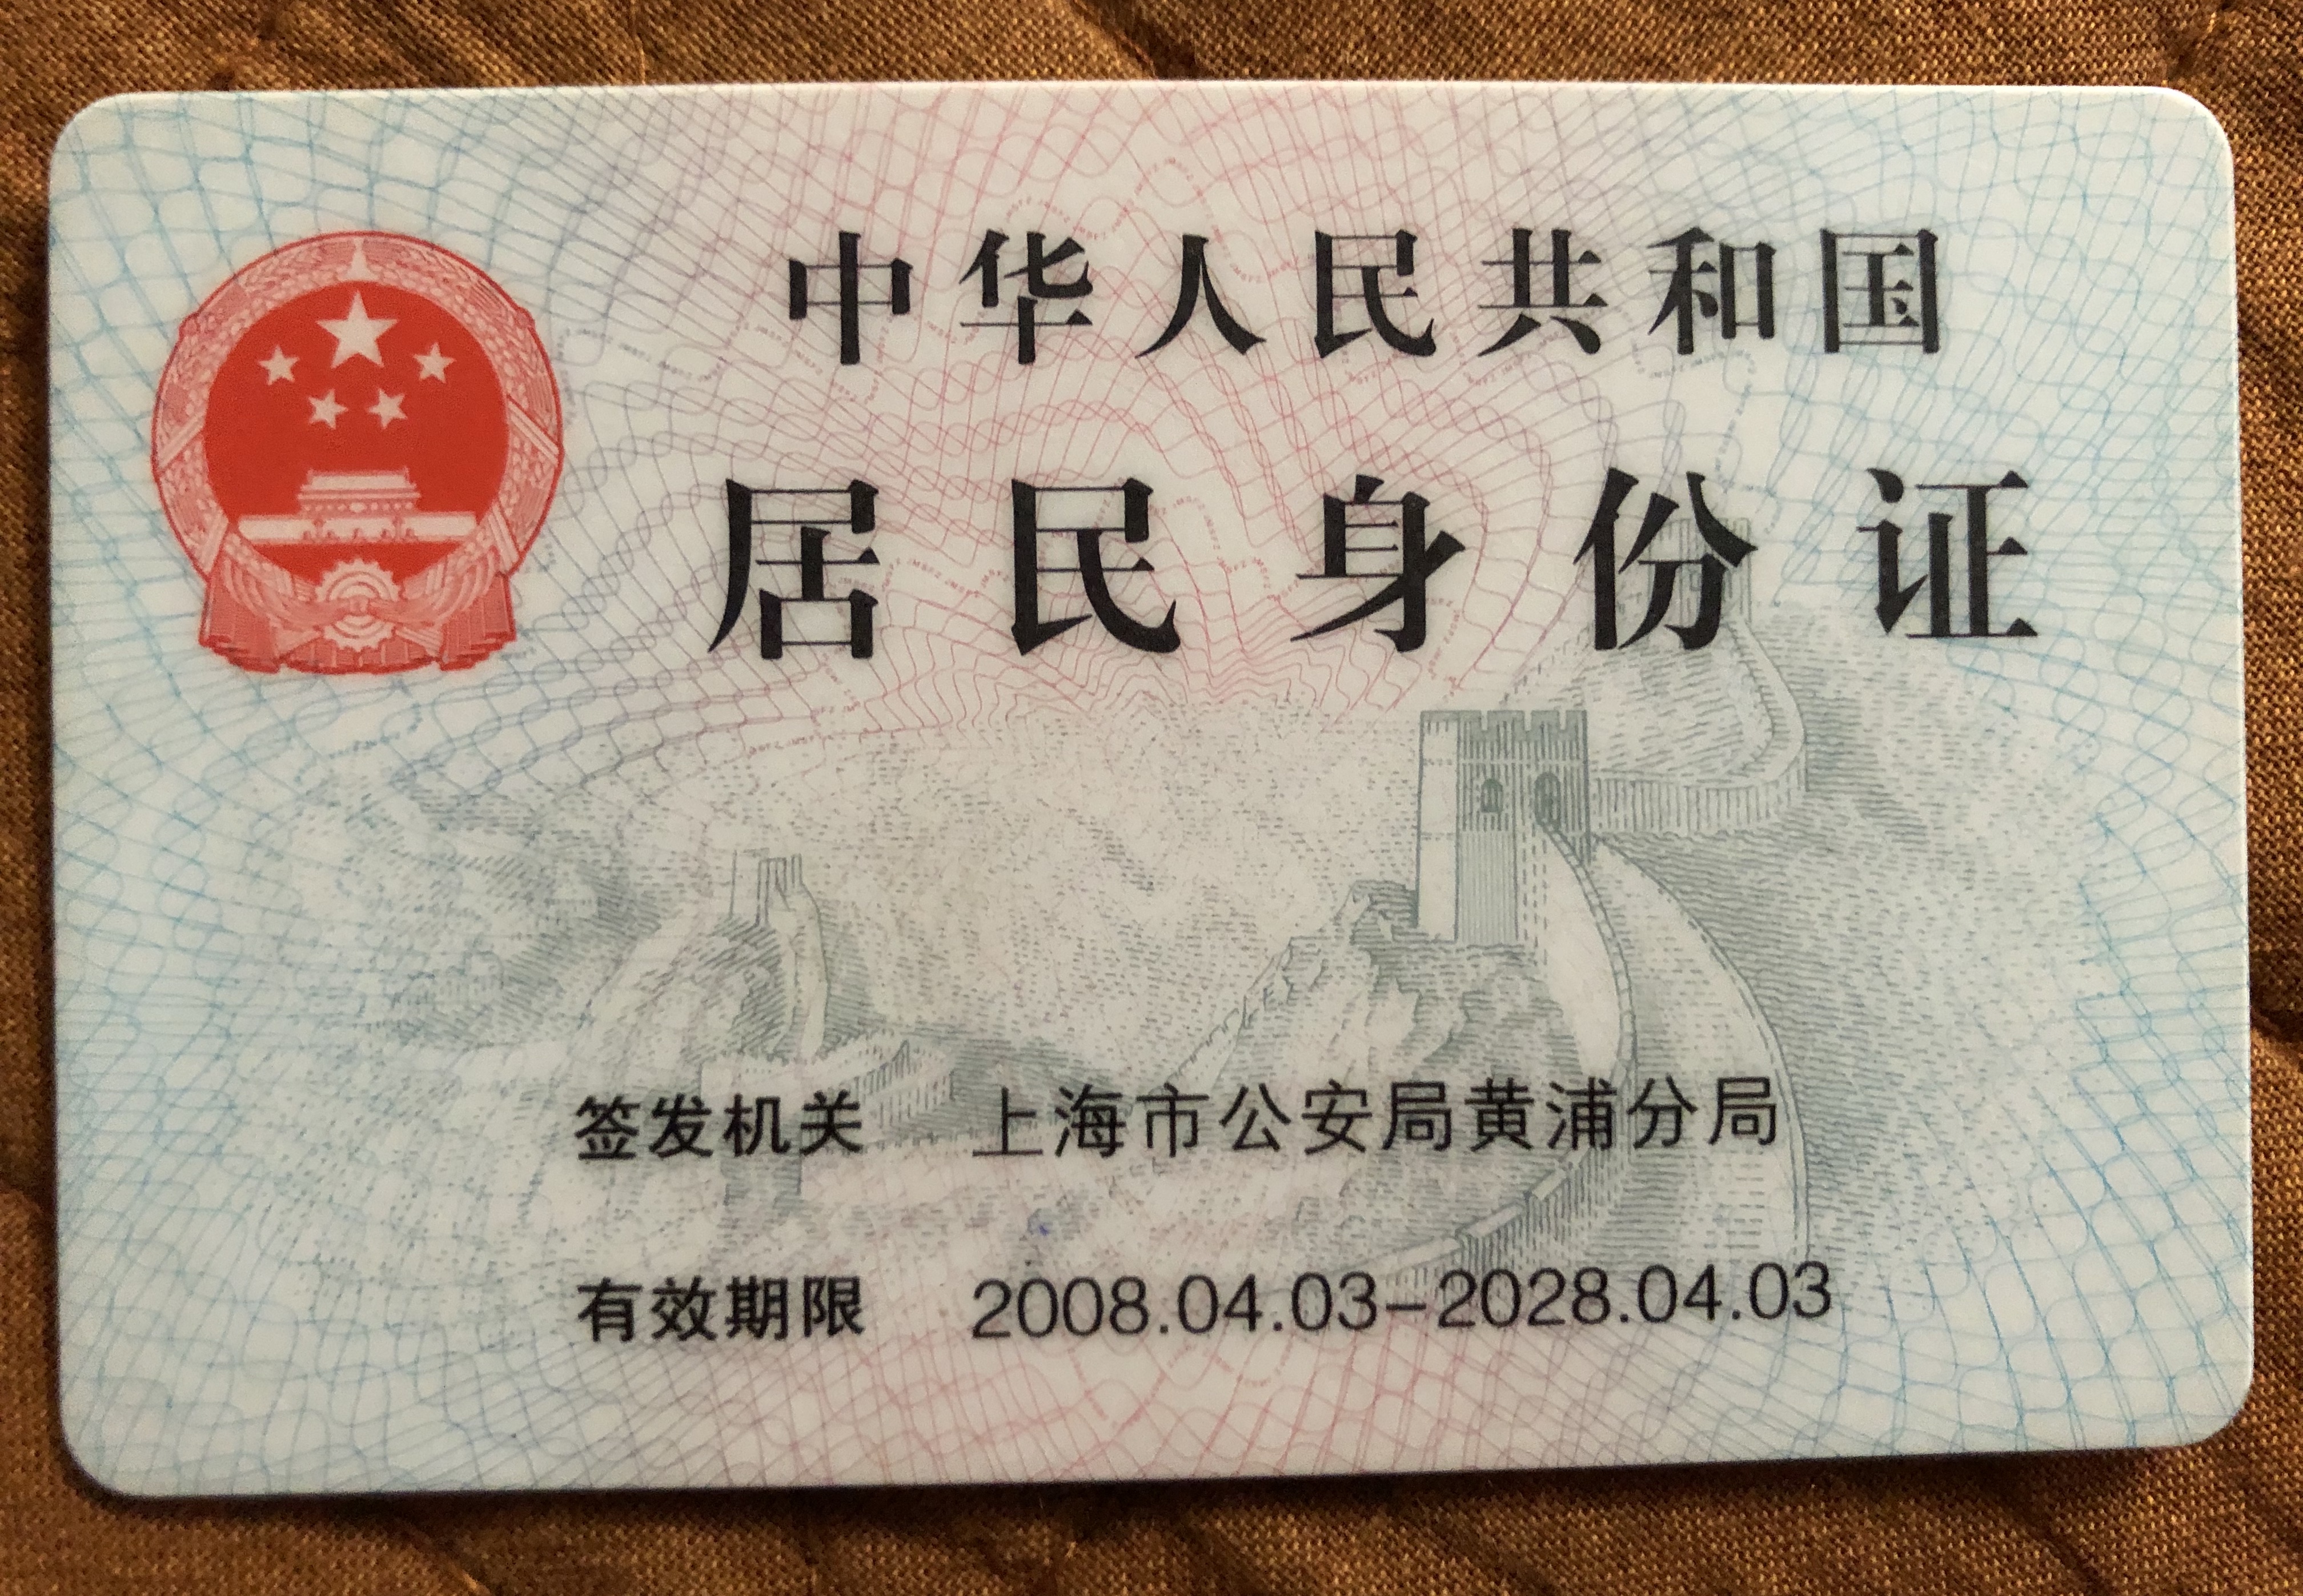 中华人民共和国
居民身份证
签发机关 上海市公安局黄浦分局
有效期限 2008.04.03-2028.04.03